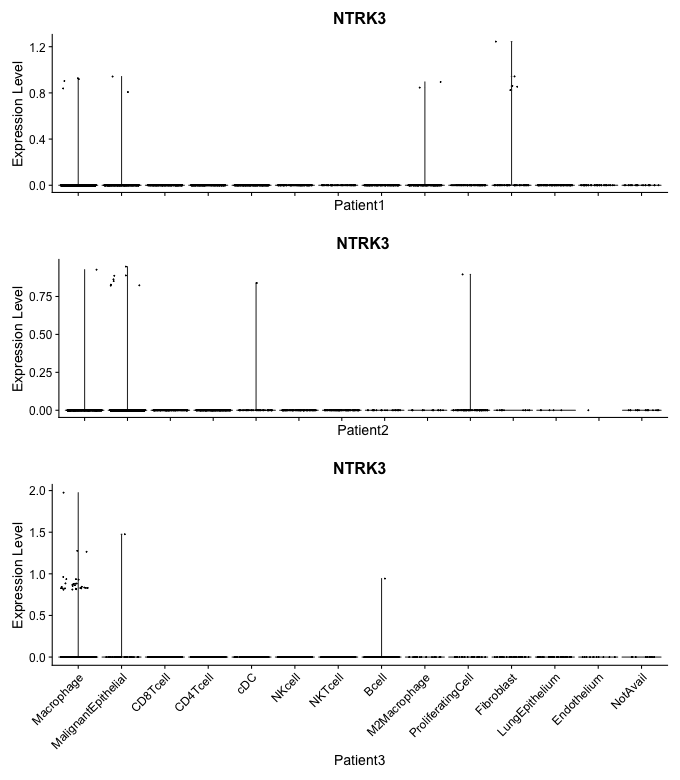 NTRK3
Expression Level
1.2
0.8
0.4
0.0
Patient1
NTRK3
Expression Level
0.75
0.50
0.25
0.00
Patient2
NTRK3
Expression Level
2.0
1.5
1.0
0.5
0.0
Macrophage
MalignantEpithelial
CD8Tcell
CD4Tcell
cDC
NKcell
NKTcell
Bcell
M2Macrophage
ProliferatingCell
Fibroblast
LungEpithelium
Endothelium
NotAvail
Patient3